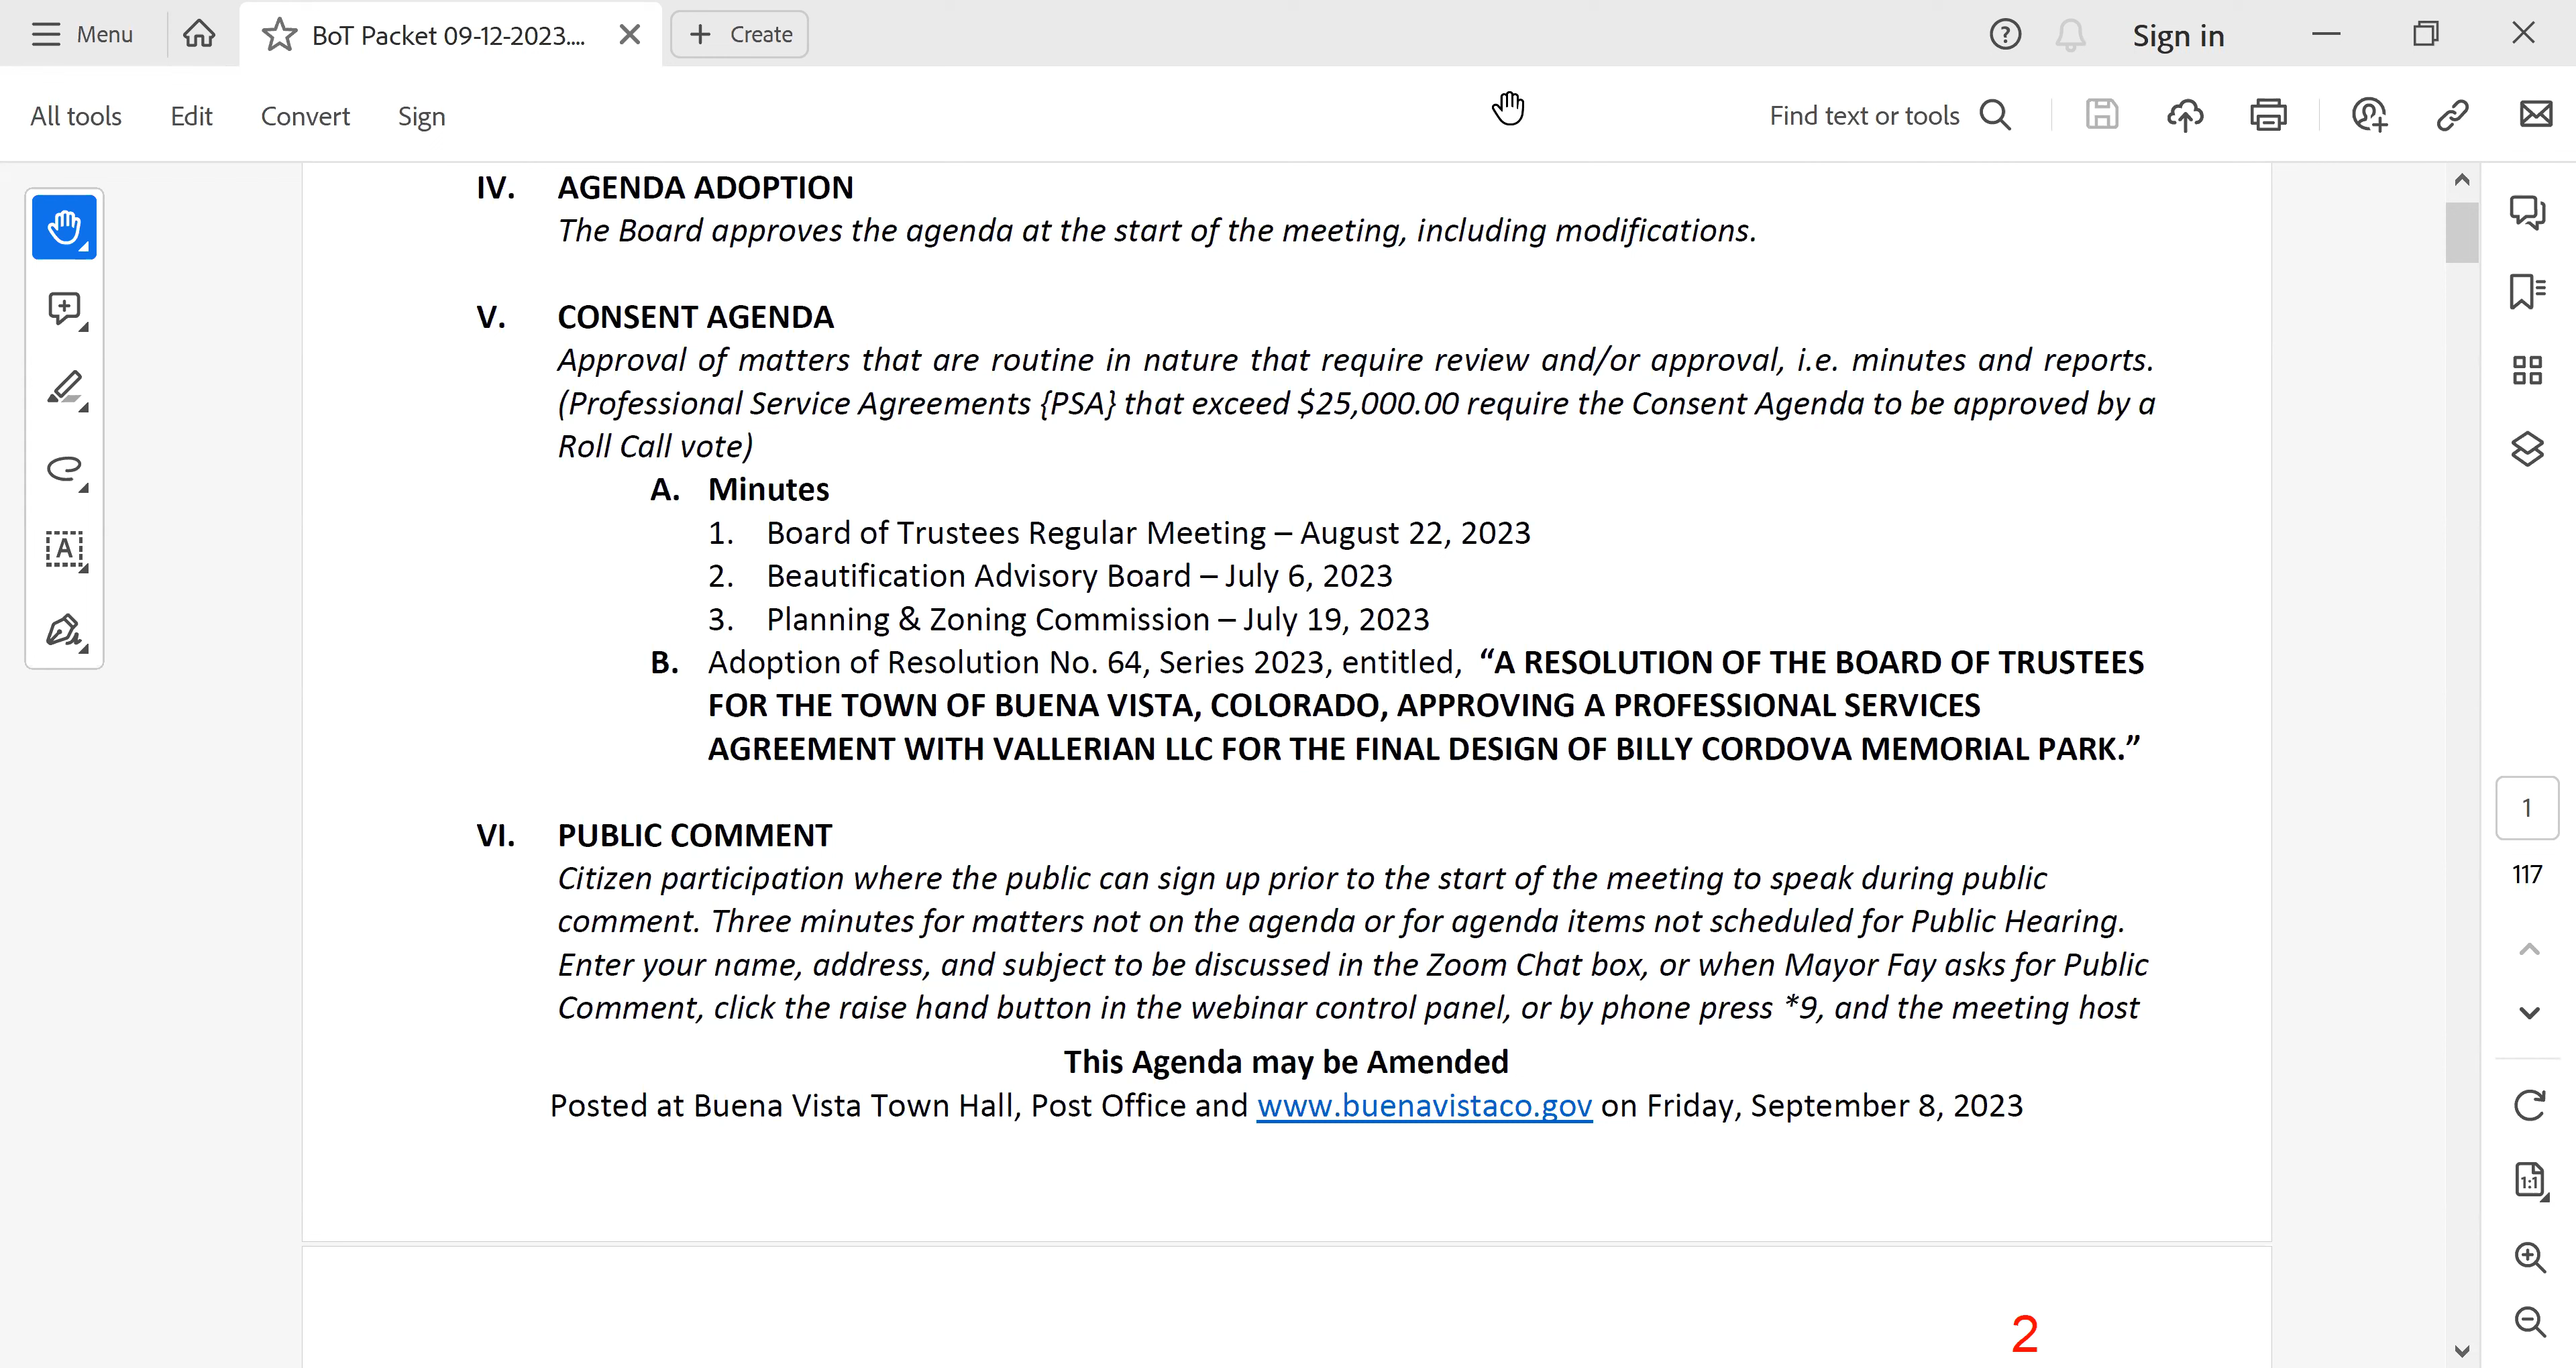 Menu
BoT Packet 09-12-2023....
Create
Sign in
All tools
Edit
Convert
Sign
Find text or tools
IV. AGENDA ADOPTION
The Board approves the agenda at the start of the meeting, including modifications.
V. CONSENT AGENDA
Approval of matters that are routine in nature that require review and/or approval, i.e. minutes and reports.
(Professional Service Agreements {PSA} that exceed $25,000.00 require the Consent Agenda to be approved by a
Roll Call vote)
A. Minutes
1. Board of Trustees Regular Meeting – August 22, 2023
2. Beautification Advisory Board – July 6, 2023
3. Planning & Zoning Commission – July 19, 2023
B. Adoption of Resolution No. 64, Series 2023, entitled, “A RESOLUTION OF THE BOARD OF TRUSTEES
FOR THE TOWN OF BUENA VISTA, COLORADO, APPROVING A PROFESSIONAL SERVICES
AGREEMENT WITH VALLERIAN LLC FOR THE FINAL DESIGN OF BILLY CORDOVA MEMORIAL PARK.”
VI. PUBLIC COMMENT
Citizen participation where the public can sign up prior to the start of the meeting to speak during public
comment. Three minutes for matters not on the agenda or for agenda items not scheduled for Public Hearing.
Enter your name, address, and subject to be discussed in the Zoom Chat box, or when Mayor Fay asks for Public
Comment, click the raise hand button in the webinar control panel, or by phone press *9, and the meeting host
This Agenda may be Amended
Posted at Buena Vista Town Hall, Post Office and www.buenavistaco.gov on Friday, September 8, 2023
2
1
117
1:1